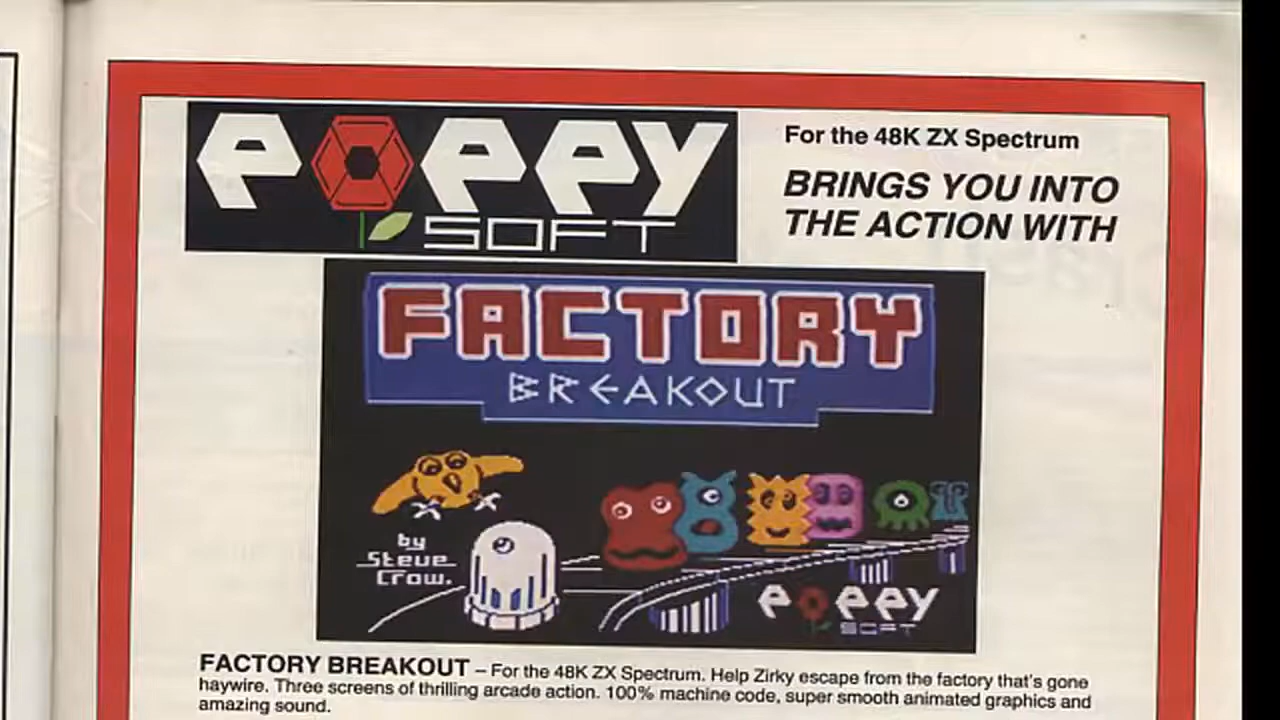 POPPY
SOFT
For the 48K ZX Spectrum
BRINGS YOU INTO
THE ACTION WITH
FACTORY
BREAKOUT
by
Steve
Crow.
POPPY
SOFT
FACTORY BREAKOUT – For the 48K ZX Spectrum. Help Zirky escape from the factory that's gone
haywire. Three screens of thrilling arcade action. 100% machine code, super smooth animated graphics and
amazing sound.